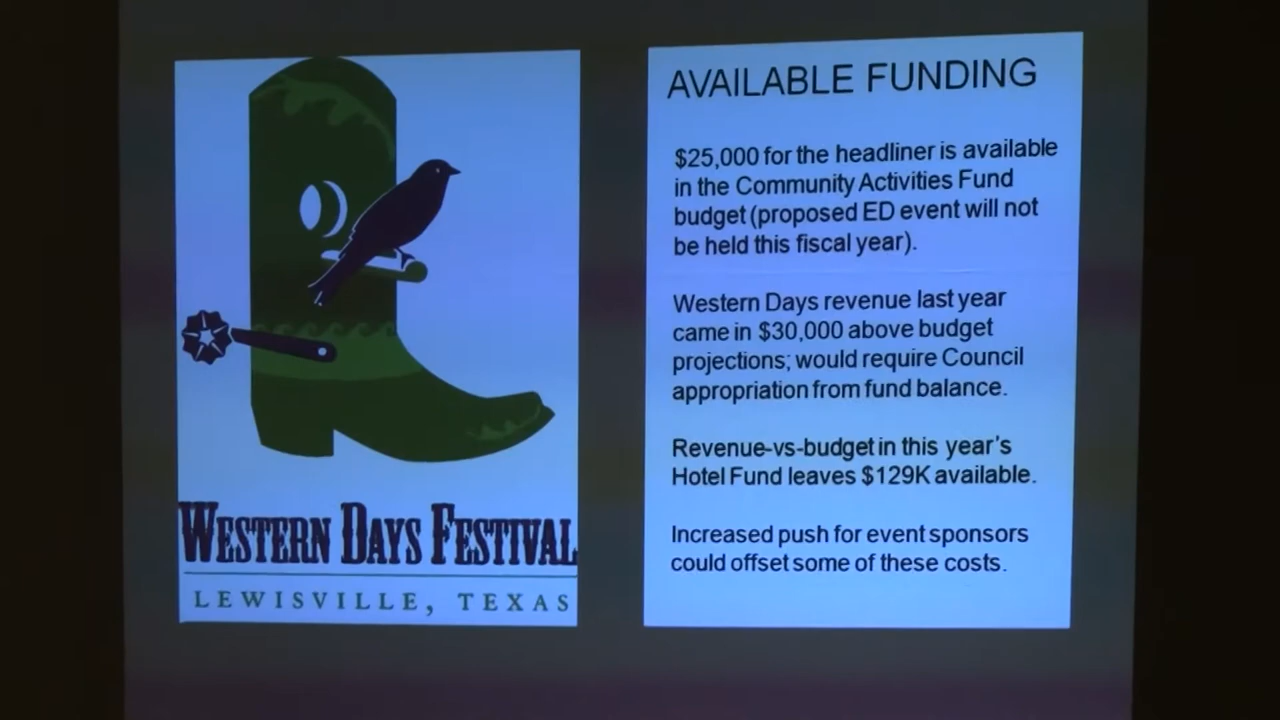 WESTERN DAYS FESTIVAL
LEWISVILLE, TEXAS
AVAILABLE FUNDING
$25,000 for the headliner is available
in the Community Activities Fund
budget (proposed ED event will not
be held this fiscal year).
Western Days revenue last year
came in $30,000 above budget
projections; would require Council
appropriation from fund balance.
Revenue-vs-budget in this year's
Hotel Fund leaves $129K available.
Increased push for event sponsors
could offset some of these costs.